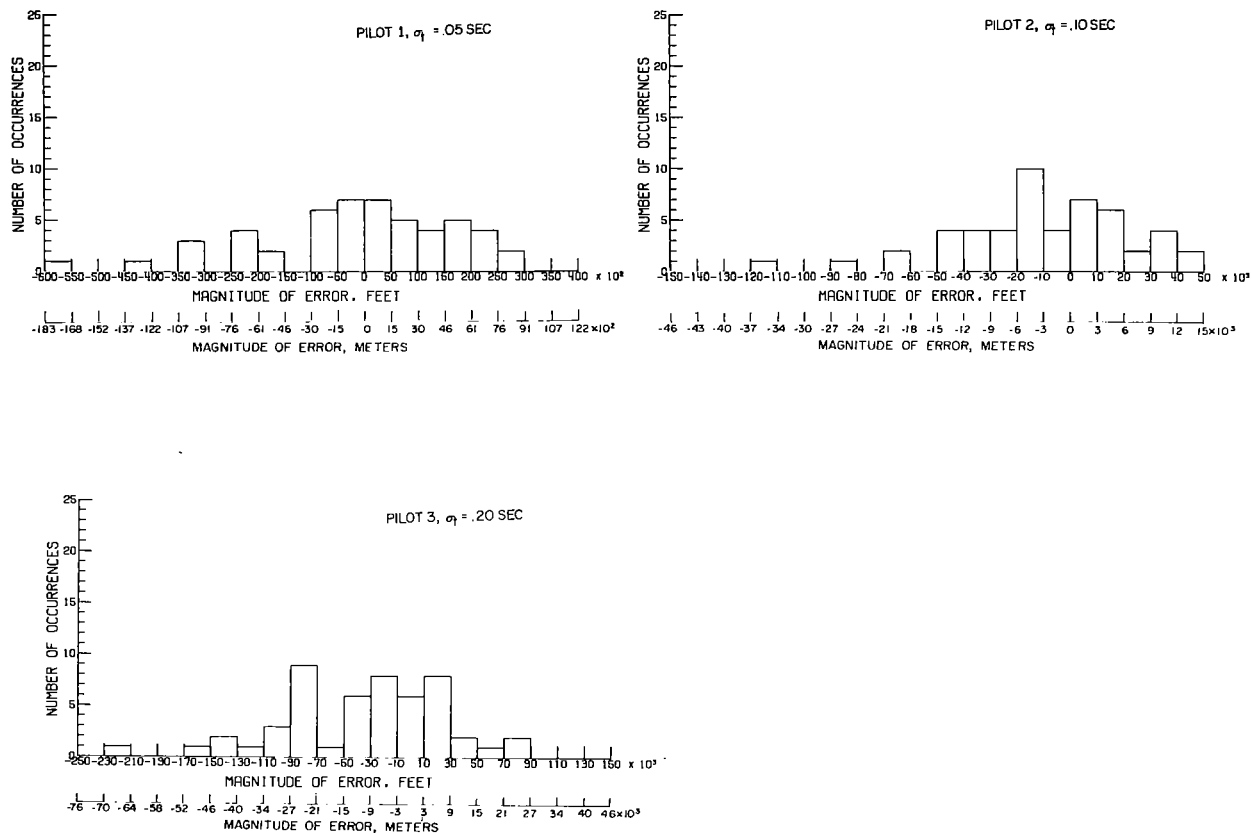 PILOT 1, σt = .05 SEC
NUMBER OF OCCURRENCES
25
20
15
10
5
0
-600 -550 -500 -450 -400 -350 -300 -250 -200 -150 -100 -50 0 50 100 150 200 250 300 350 400 x 10²
MAGNITUDE OF ERROR. FEET
-183 -168 -152 -137 -122 -107 -91 -76 -61 -46 -30 -15 0 15 30 46 61 76 91 107 122×10²
MAGNITUDE OF ERROR, METERS
PILOT 2, σt = .10 SEC
NUMBER OF OCCURRENCES
25
20
15
10
5
0
-150 -140 -130 -120 -110 -100 -90 -80 -70 -60 -50 -40 -30 -20 -10 0 10 20 30 40 50 x 10³
MAGNITUDE OF ERROR. FEET
-46 -43 -40 -37 -34 -30 -27 -24 -21 -18 -15 -12 -9 -6 -3 0 3 6 9 12 15×10³
MAGNITUDE OF ERROR, METERS
PILOT 3, σt = .20 SEC
NUMBER OF OCCURRENCES
25
20
15
10
5
0
-250 -230 -210 -190 -170 -150 -130 -110 -90 -70 -50 -30 -10 10 30 50 70 90 110 130 150 x 10³
MAGNITUDE OF ERROR. FEET
-76 -70 -64 -58 -52 -46 -40 -34 -27 -21 -15 -9 -3 3 9 15 21 27 34 40 46×10³
MAGNITUDE OF ERROR, METERS